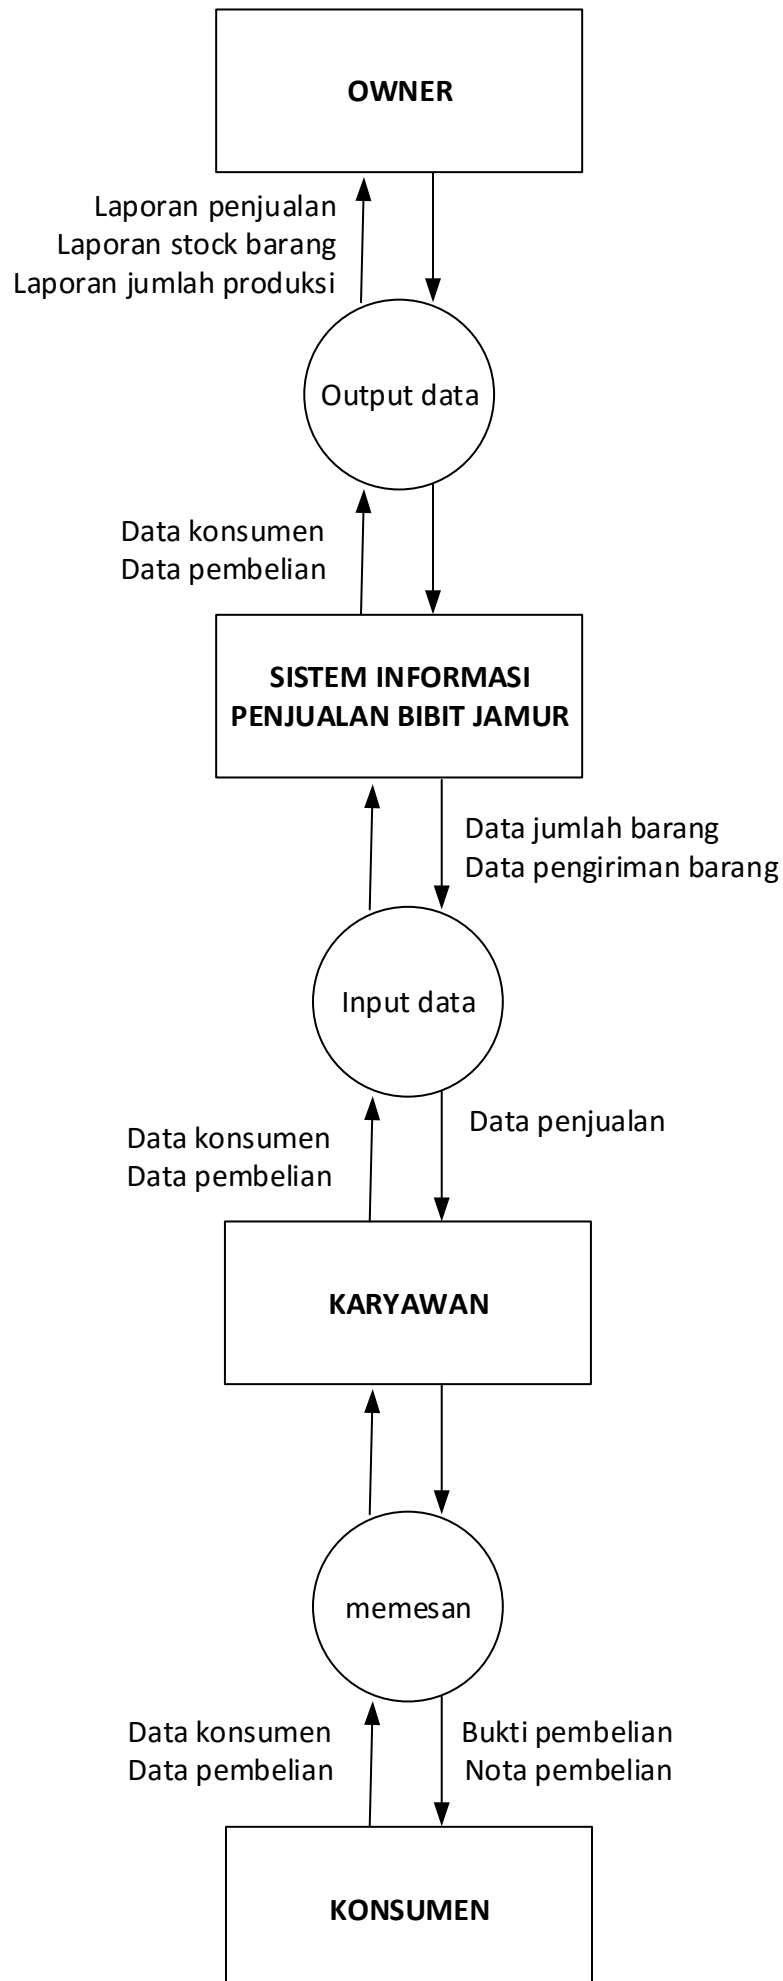 OWNER
Laporan penjualan
Laporan stock barang
Laporan jumlah produksi
Output data
Data konsumen
Data pembelian
SISTEM INFORMASI
PENJUALAN BIBIT JAMUR
Data jumlah barang
Data pengiriman barang
Input data
Data konsumen
Data pembelian
Data penjualan
KARYAWAN
memesan
Data konsumen
Data pembelian
Bukti pembelian
Nota pembelian
KONSUMEN